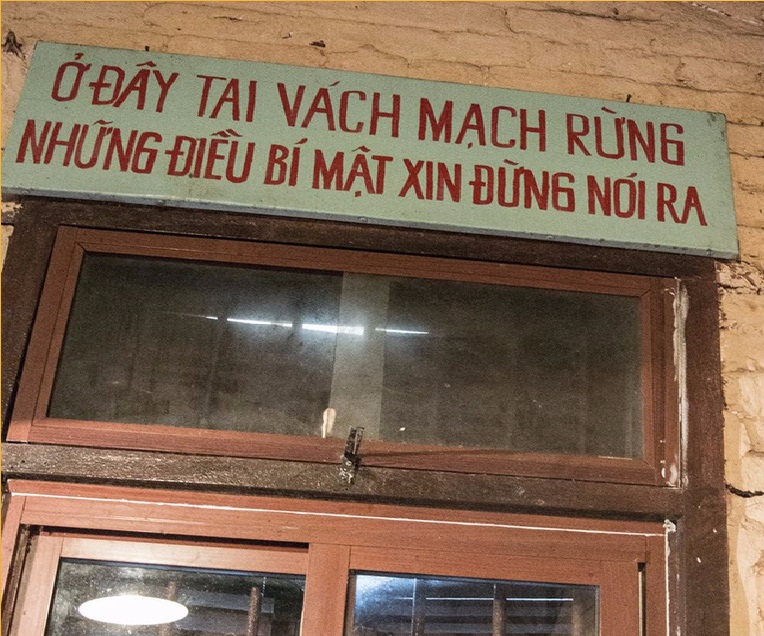 Ở ĐÂY TAI VÁCH MẠCH RỪNG
NHỮNG ĐIỀU BÍ MẬT XIN ĐỪNG NÓI RA